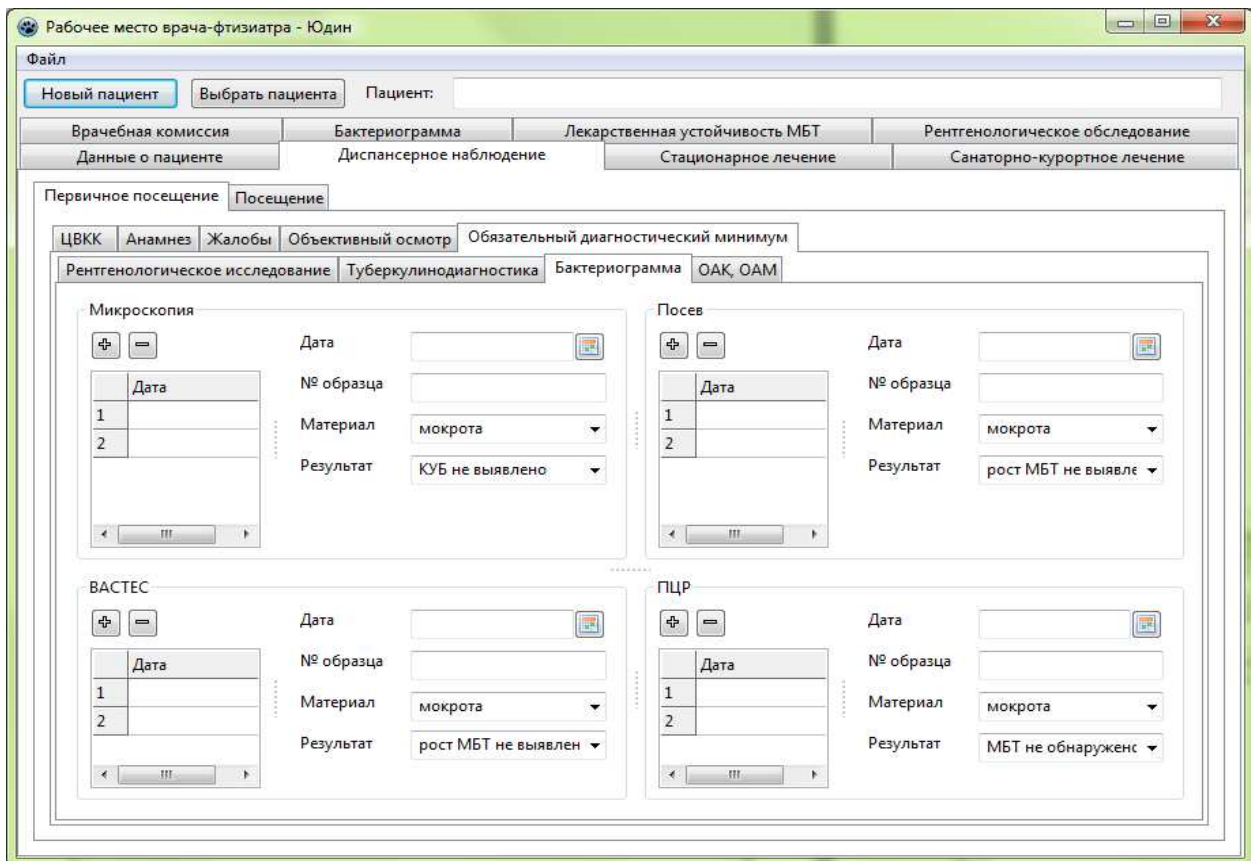 Рабочее место врача-фтизиатра - Юдин
Файл
Новый пациент Выбрать пациента Пациент:
Врачебная комиссия Бактериограмма Лекарственная устойчивость МБТ Рентгенологическое обследование
Данные о пациенте Диспансерное наблюдение Стационарное лечение Санаторно-курортное лечение
Первичное посещение Посещение
ЦВКК Анамнез Жалобы Объективный осмотр Обязательный диагностический минимум
Рентгенологическое исследование Туберкулинодиагностика Бактериограмма ОАК, ОАМ
Микроскопия
Дата
Дата
1
2
№ образца
Материал мокрота
Результат КУБ не выявлено
Посев
Дата
Дата
1
2
№ образца
Материал мокрота
Результат рост МБТ не выявле
BACTEC
Дата
Дата
1
2
№ образца
Материал мокрота
Результат рост МБТ не выявлен
ПЦР
Дата
Дата
1
2
№ образца
Материал мокрота
Результат МБТ не обнаружено